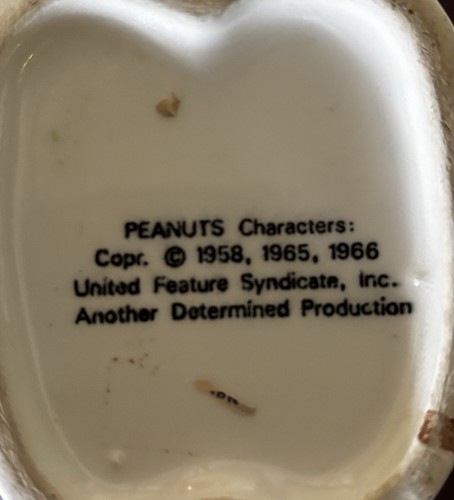 PEANUTS Characters:
Copr. © 1958, 1965, 1966
United Feature Syndicate, Inc.
Another Determined Production